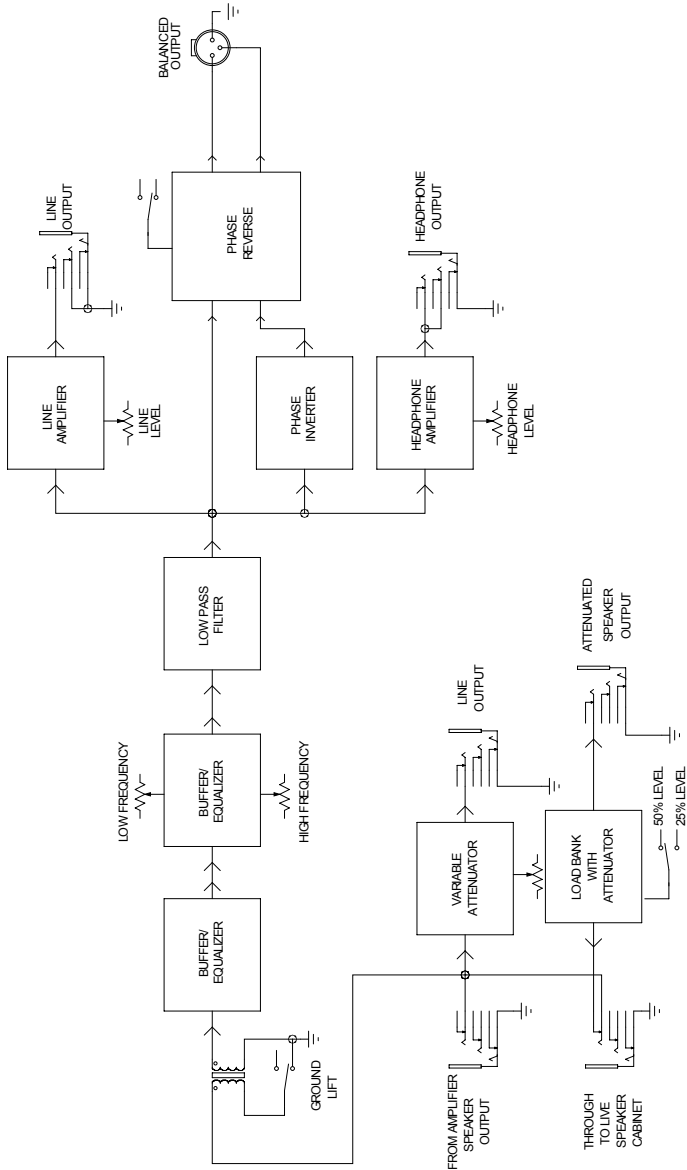 BALANCED
OUTPUT
LINE
OUTPUT
PHASE
REVERSE
HEADPHONE
OUTPUT
LINE
AMPLIFIER
LINE
LEVEL
PHASE
INVERTER
HEADPHONE
AMPLIFIER
HEADPHONE
LEVEL
LOW PASS
FILTER
LOW FREQUENCY
BUFFER/
EQUALIZER
HIGH FREQUENCY
BUFFER/
EQUALIZER
GROUND
LIFT
LINE
OUTPUT
ATTENUATED
SPEAKER
OUTPUT
VARIABLE
ATTENUATOR
LOAD BANK
WITH
ATTENUATOR
50% LEVEL
25% LEVEL
FROM AMPLIFIER
SPEAKER
OUTPUT
THROUGH
TO LIVE
SPEAKER
CABINET